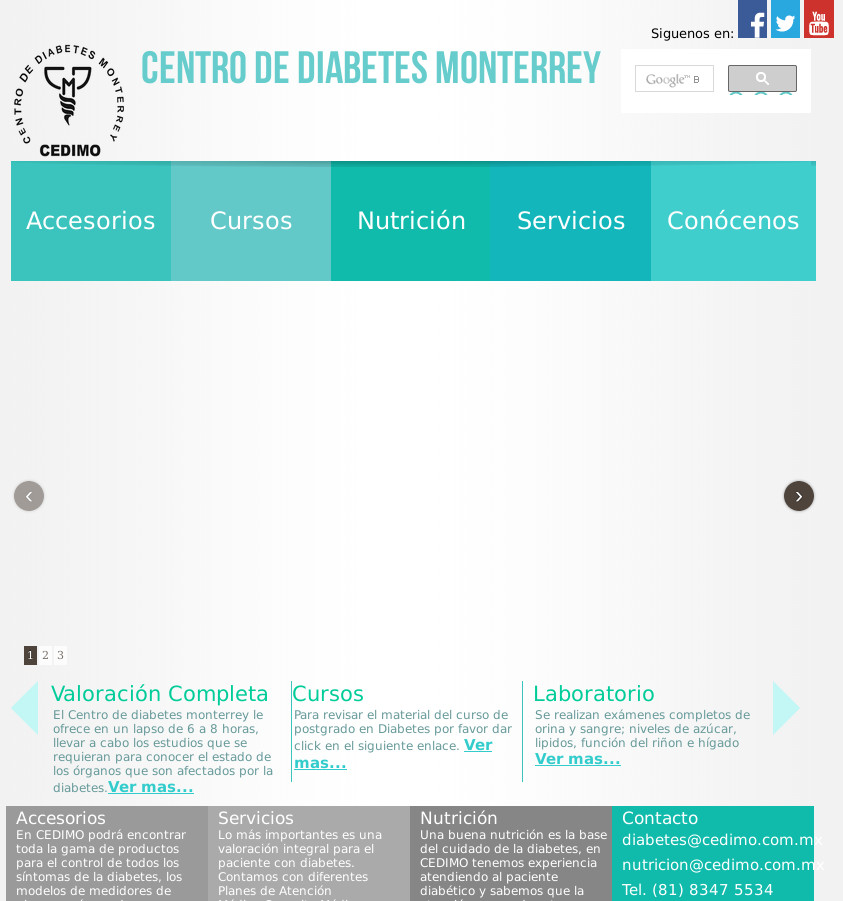 Siguenos en:
You
Tube
CENTRO DE DIABETES MONTERREY
CEDIMO
CENTRO DE DIABETES MONTERREY
Google™ B
Accesorios
Cursos
Nutrición
Servicios
Conócenos
1 2 3
Valoración Completa
El Centro de diabetes monterrey le
ofrece en un lapso de 6 a 8 horas,
llevar a cabo los estudios que se
requieran para conocer el estado de
los órganos que son afectados por la
diabetes.Ver mas...
Cursos
Para revisar el material del curso de
postgrado en Diabetes por favor dar
click en el siguiente enlace. Ver
mas...
Laboratorio
Se realizan exámenes completos de
orina y sangre; niveles de azúcar,
lipidos, función del riñon e hígado
Ver mas...
Accesorios
En CEDIMO podrá encontrar
toda la gama de productos
para el control de todos los
síntomas de la diabetes, los
modelos de medidores de
Servicios
Lo más importantes es una
valoración integral para el
paciente con diabetes.
Contamos con diferentes
Planes de Atención
Nutrición
Una buena nutrición es la base
del cuidado de la diabetes, en
CEDIMO tenemos experiencia
atendiendo al paciente
diabético y sabemos que la
Contacto
diabetes@cedimo.com.mx
nutricion@cedimo.com.mx
Tel. (81) 8347 5534